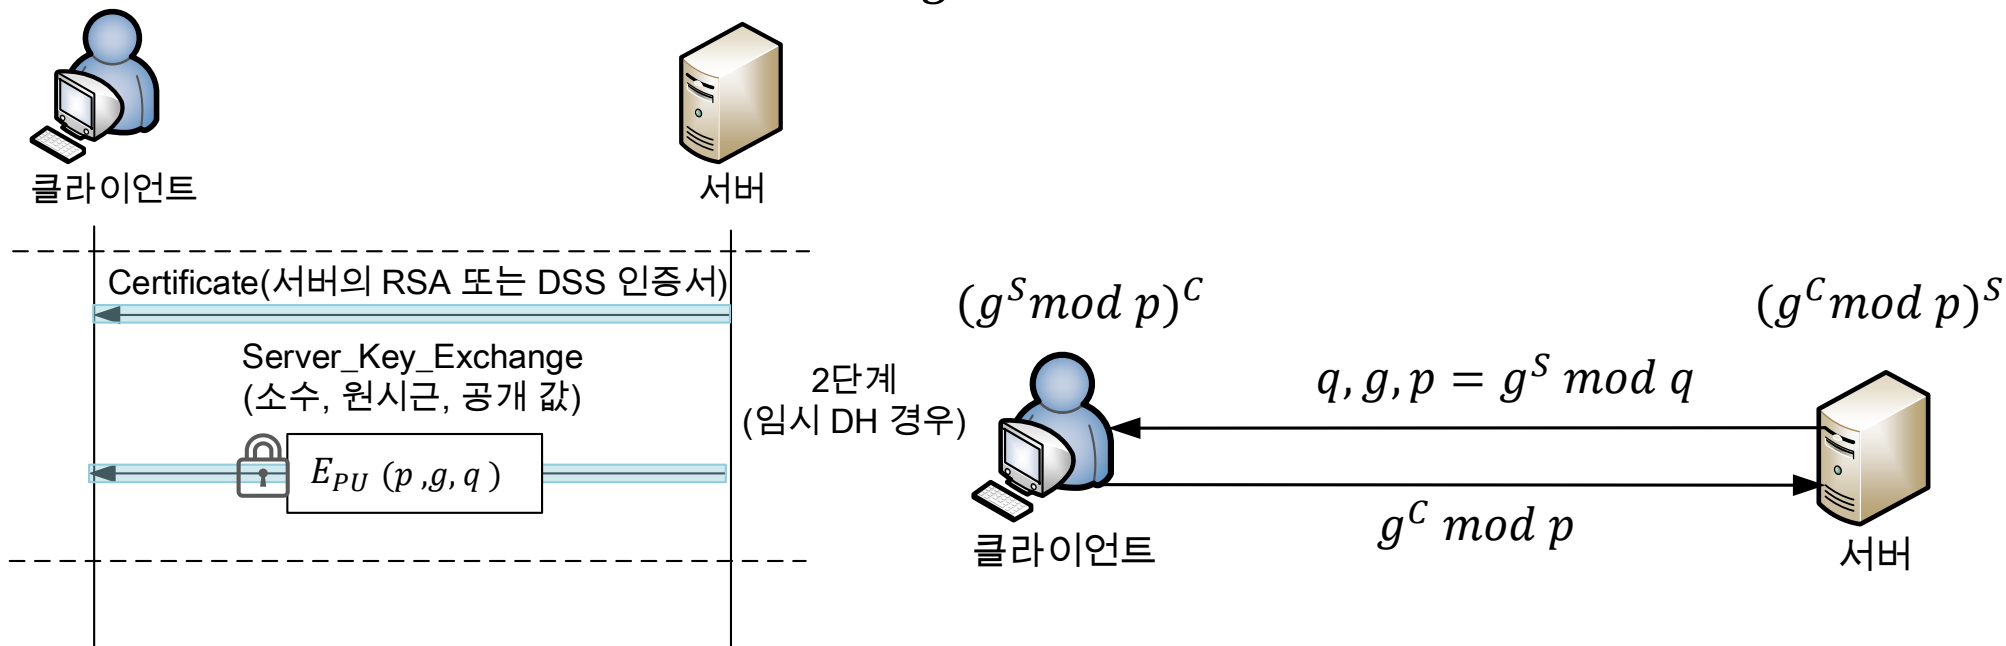 클라이언트
서버
Certificate(서버의 RSA 또는 DSS 인증서)
Server_Key_Exchange
(소수, 원시근, 공개 값)
E_{PU} (p ,g, q )
2단계
(임시 DH 경우)
(g^S mod p)^C
(g^C mod p)^S
q, g, p = g^S mod q
g^C mod p
클라이언트
서버